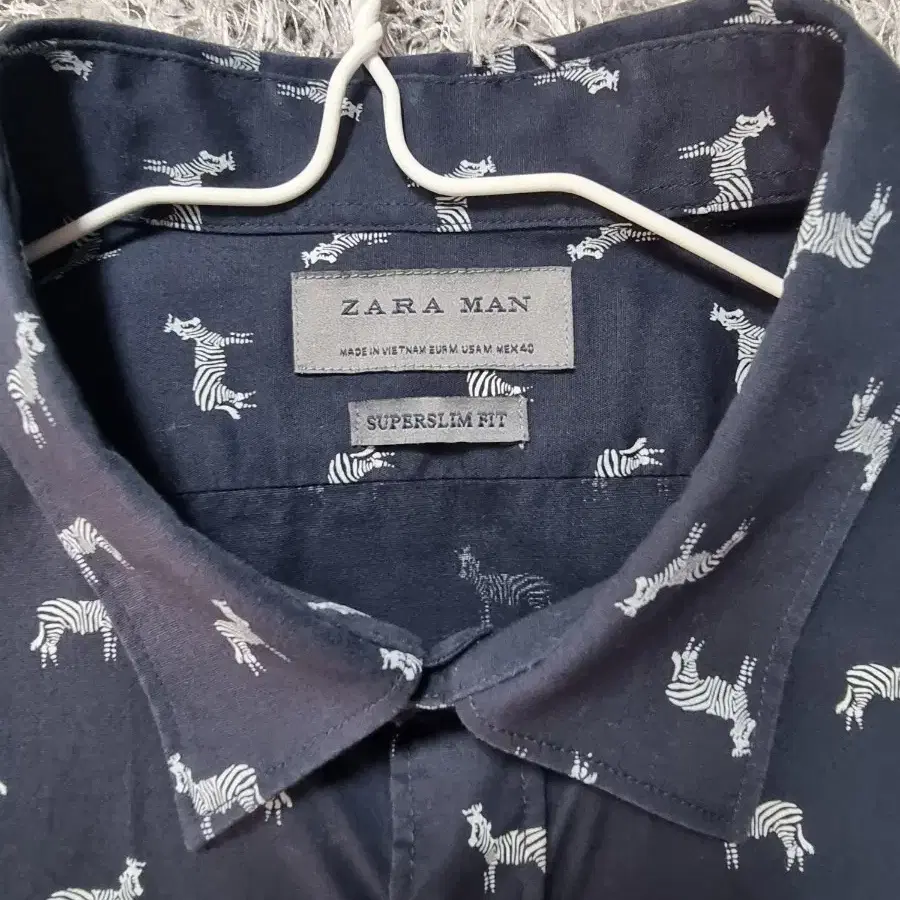 ZARA MAN
MADE IN VIETNAM EUR M USA M MEX 40
SUPERSLIM FIT